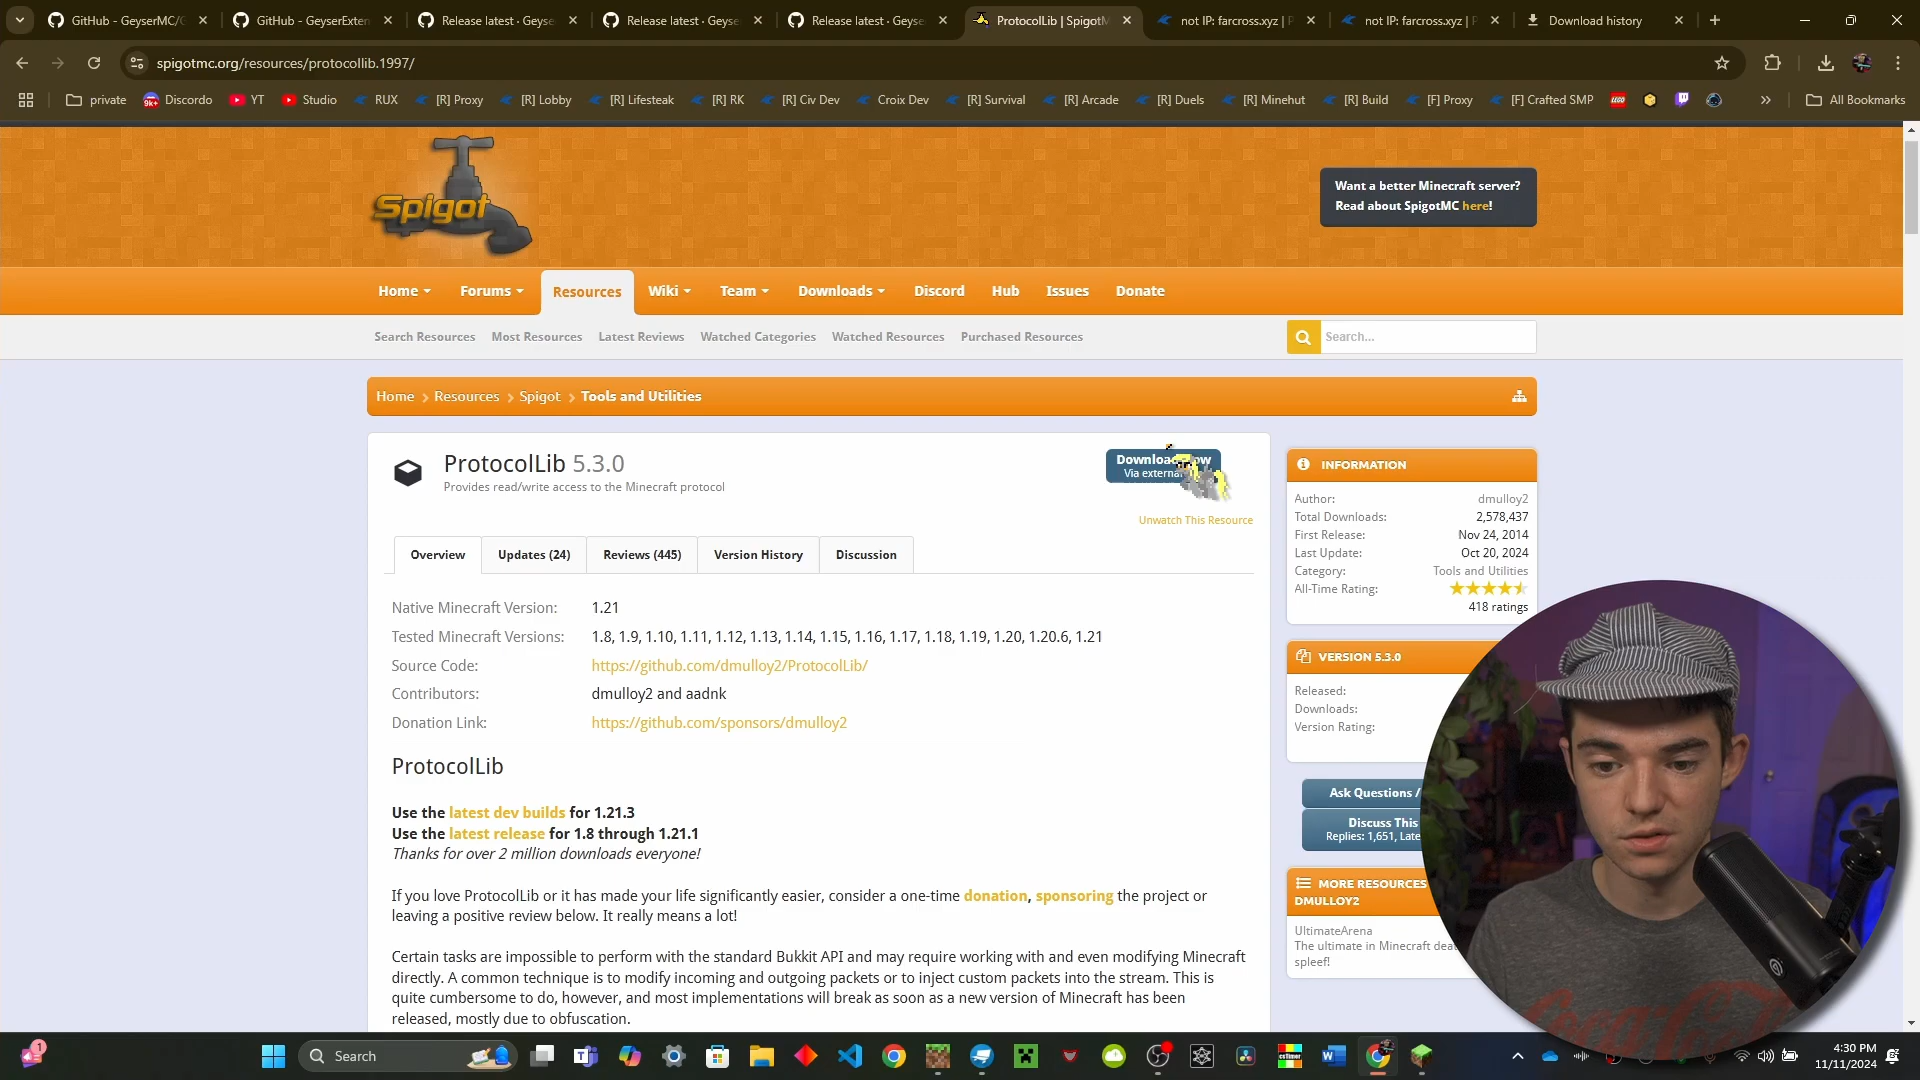 GitHub - GeyserMC/G
GitHub - GeyserExten
Release latest · Geyse
Release latest · Geyse
Release latest · Geyse
ProtocolLib | SpigotM
not IP: farcross.xyz | P
not IP: farcross.xyz | P
Download history
spigotmc.org/resources/protocollib.1997/
private
9k+
Discordo
YT
Studio
RUX
[R] Proxy
[R] Lobby
[R] Lifesteak
[R] RK
[R] Civ Dev
Croix Dev
[R] Survival
[R] Arcade
[R] Duels
[R] Minehut
[R] Build
[F] Proxy
[F] Crafted SMP
All Bookmarks
Spigot
Want a better Minecraft server?
Read about SpigotMC here!
Home
Forums
Resources
Wiki
Team
Downloads
Discord
Hub
Issues
Donate
Search Resources
Most Resources
Latest Reviews
Watched Categories
Watched Resources
Purchased Resources
Search...
Home > Resources > Spigot > Tools and Utilities
ProtocolLib 5.3.0
Provides read/write access to the Minecraft protocol
Via externa
Unwatch This Resource
Overview
Updates (24)
Reviews (445)
Version History
Discussion
Native Minecraft Version: 1.21
Tested Minecraft Versions: 1.8, 1.9, 1.10, 1.11, 1.12, 1.13, 1.14, 1.15, 1.16, 1.17, 1.18, 1.19, 1.20, 1.20.6, 1.21
Source Code: https://github.com/dmulloy2/ProtocolLib/
Contributors: dmulloy2 and aadnk
Donation Link: https://github.com/sponsors/dmulloy2
ProtocolLib
Use the latest dev builds for 1.21.3
Use the latest release for 1.8 through 1.21.1
Thanks for over 2 million downloads everyone!
If you love ProtocolLib or it has made your life significantly easier, consider a one-time donation, sponsoring the project or
leaving a positive review below. It really means a lot!
Certain tasks are impossible to perform with the standard Bukkit API and may require working with and even modifying Minecraft
directly. A common technique is to modify incoming and outgoing packets or to inject custom packets into the stream. This is
quite cumbersome to do, however, and most implementations will break as soon as a new version of Minecraft has been
released, mostly due to obfuscation.
INFORMATION
Author: dmulloy2
Total Downloads: 2,578,437
First Release: Nov 24, 2014
Last Update: Oct 20, 2024
Category: Tools and Utilities
All-Time Rating:
418 ratings
VERSION 5.3.0
Released:
Downloads:
Version Rating:
Ask Questions /
Discuss This
Replies: 1,651, Late
MORE RESOURCES
DMULLOY2
UltimateArena
The ultimate in Minecraft dea
spleef!
1
Search
4:30 PM
11/11/2024